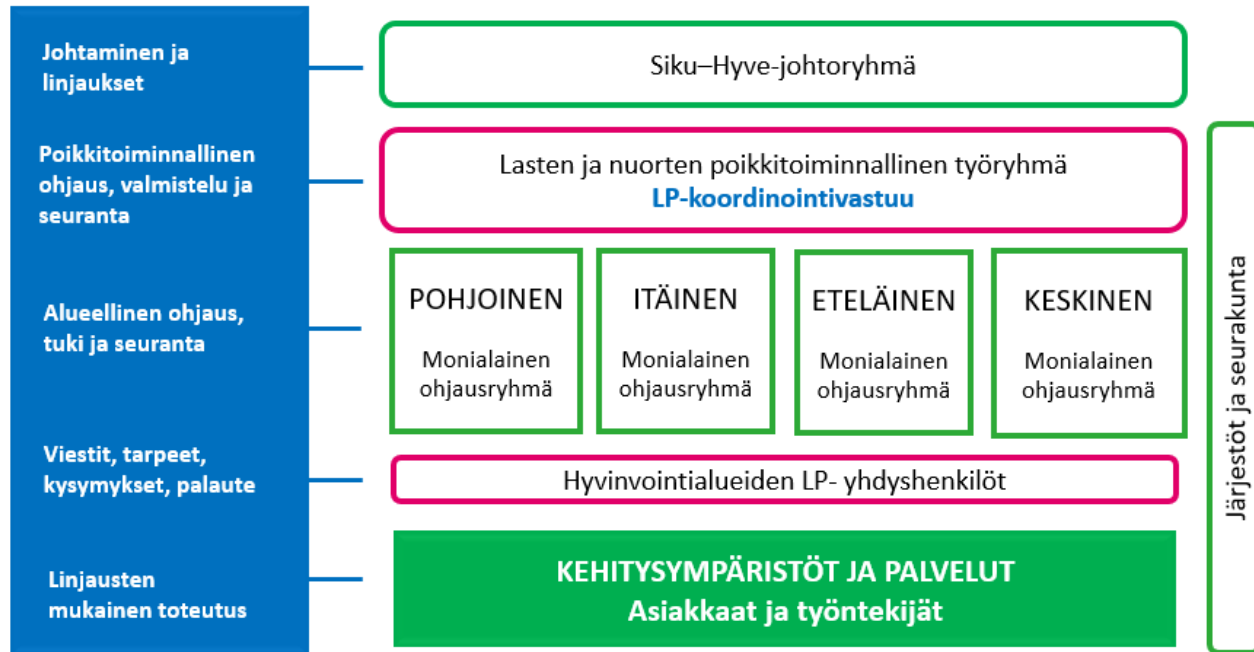 Johtaminen ja
linjaukset
Siku–Hyve-johtoryhmä
Poikkitoiminnallinen
ohjaus, valmistelu ja
seuranta
Lasten ja nuorten poikkitoiminnallinen työryhmä
LP-koordinointivastuu
Alueellinen ohjaus,
tuki ja seuranta
POHJOINEN
Monialainen
ohjausryhmä
ITÄINEN
Monialainen
ohjausryhmä
ETELÄINEN
Monialainen
ohjausryhmä
KESKINEN
Monialainen
ohjausryhmä
Viestit, tarpeet,
kysymykset, palaute
Hyvinvointialueiden LP- yhdyshenkilöt
Linjausten
mukainen toteutus
KEHITYSYMPÄRISTÖT JA PALVELUT
Asiakkaat ja työntekijät
Järjestöt ja seurakunta